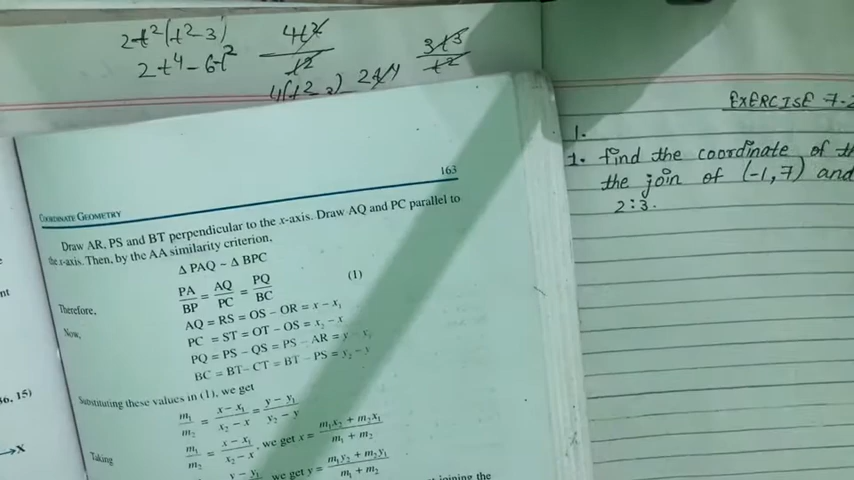 2t²(t²-3)
2t⁴-6t²
4t²
t²
3t³
t²
EXERCISE 7.2
1.
1. find the coordinate of
the join of (-1,7) and
2:3.
163
COORDINATE GEOMETRY
Draw AR, PS and BT perpendicular to the x-axis. Draw AQ and PC parallel to
the x-axis. Then, by the AA similarity criterion,
Δ PAQ ~ Δ BPC
Therefore, PA/BP = AQ/PC = PQ/BC (1)
Now, AQ = RS = OS – OR = x – x₁
PC = ST = OT – OS = x₂ – x
PQ = PS – QS = PS – AR = y –
BC = BT – CT = BT – PS =
Substituting these values in (1), we get
m₁/m₂ = x – x₁/x₂ – x = y – y₁/y₂ – y
Taking m₁/m₂ = x – x₁/x₂ – x, we get x = m₁x₂ + m₂x₁/m₁ + m₂
y – y₁ we get y = m₁y₂ + m₂y₁/m₁ + m₂
joining the
nt
36. 15)
X